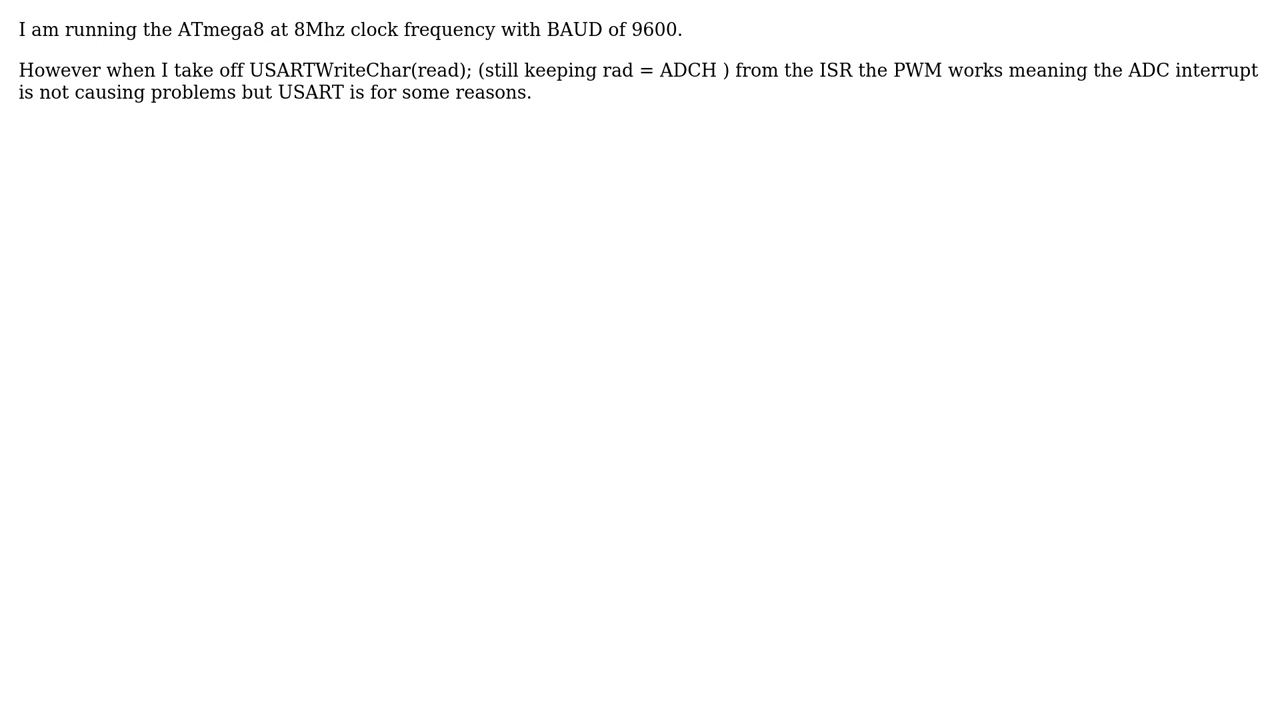 I am running the ATmega8 at 8Mhz clock frequency with BAUD of 9600.
However when I take off USARTWriteChar(read); (still keeping rad = ADCH ) from the ISR the PWM works meaning the ADC interrupt
is not causing problems but USART is for some reasons.